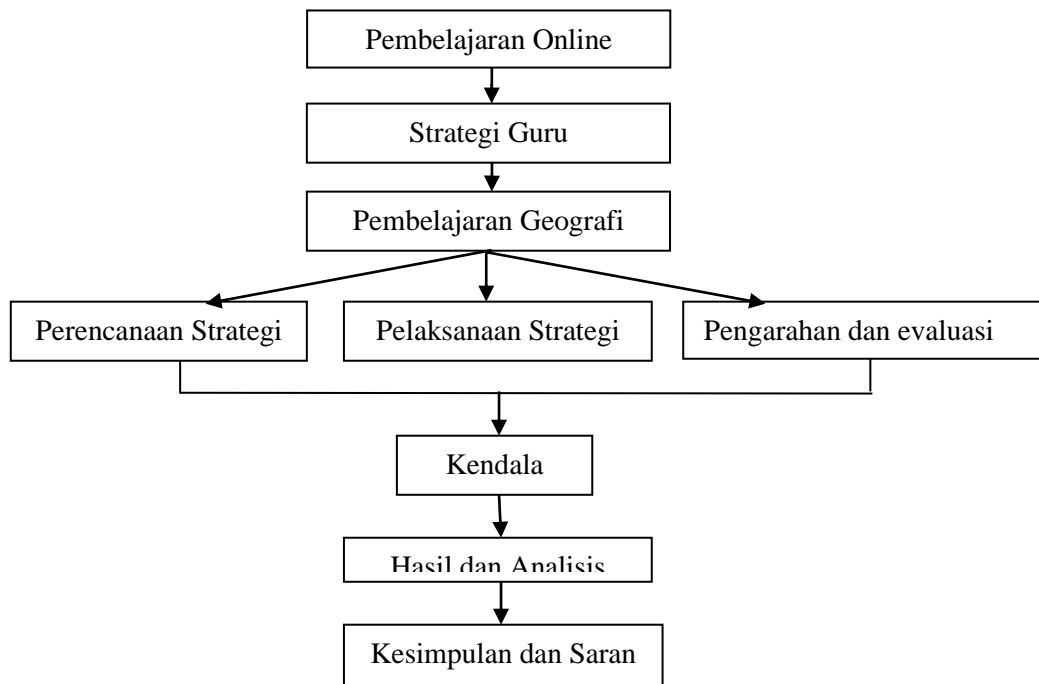 Pembelajaran Online
Strategi Guru
Pembelajaran Geografi
Perencanaan Strategi
Pelaksanaan Strategi
Pengarahan dan evaluasi
Kendala
Hasil dan Analisis
Kesimpulan dan Saran